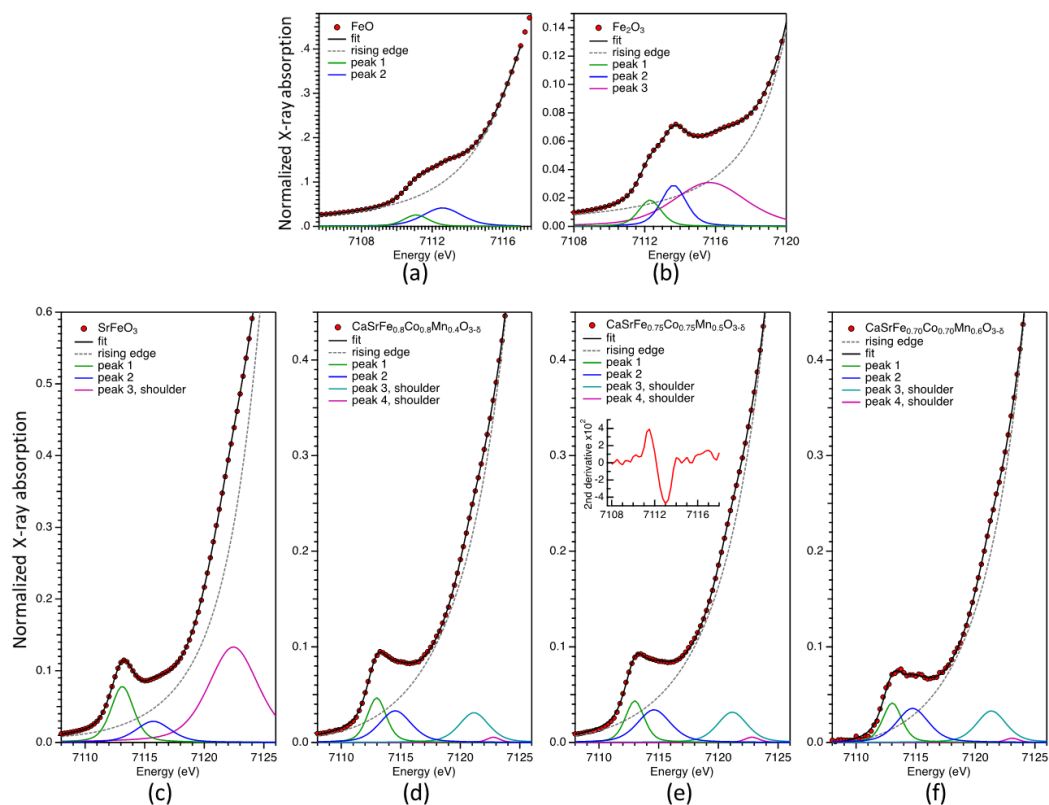 Normalized X-ray absorption
FeO
fit
rising edge
peak 1
peak 2
.4
.3
.2
.1
.0
7108
7112
7116
Energy (eV)
(a)
Fe2O3
fit
rising edge
peak 1
peak 2
peak 3
0.14
0.12
0.10
0.08
0.06
0.04
0.02
0.00
7108
7112
7116
7120
Energy (eV)
(b)
Normalized X-ray absorption
SrFeO3
fit
rising edge
peak 1
peak 2
peak 3, shoulder
0.6
0.5
0.4
0.3
0.2
0.1
0.0
7110
7115
7120
7125
Energy (eV)
(c)
CaSrFe0.8Co0.8Mn0.4O3-δ
fit
rising edge
peak 1
peak 2
peak 3, shoulder
peak 4, shoulder
0.4
0.3
0.2
0.1
0.0
7110
7115
7120
7125
Energy (eV)
(d)
CaSrFe0.75Co0.75Mn0.5O3-δ
fit
rising edge
peak 1
peak 2
peak 3, shoulder
peak 4, shoulder
2nd derivative x10²
4
2
0
-2
-4
7108
7112
7116
0.4
0.3
0.2
0.1
0.0
7110
7115
7120
7125
Energy (eV)
(e)
CaSrFe0.70Co0.70Mn0.6O3-δ
rising edge
fit
peak 1
peak 2
peak 3, shoulder
peak 4, shoulder
0.4
0.3
0.2
0.1
0.0
7110
7115
7120
7125
Energy (eV)
(f)